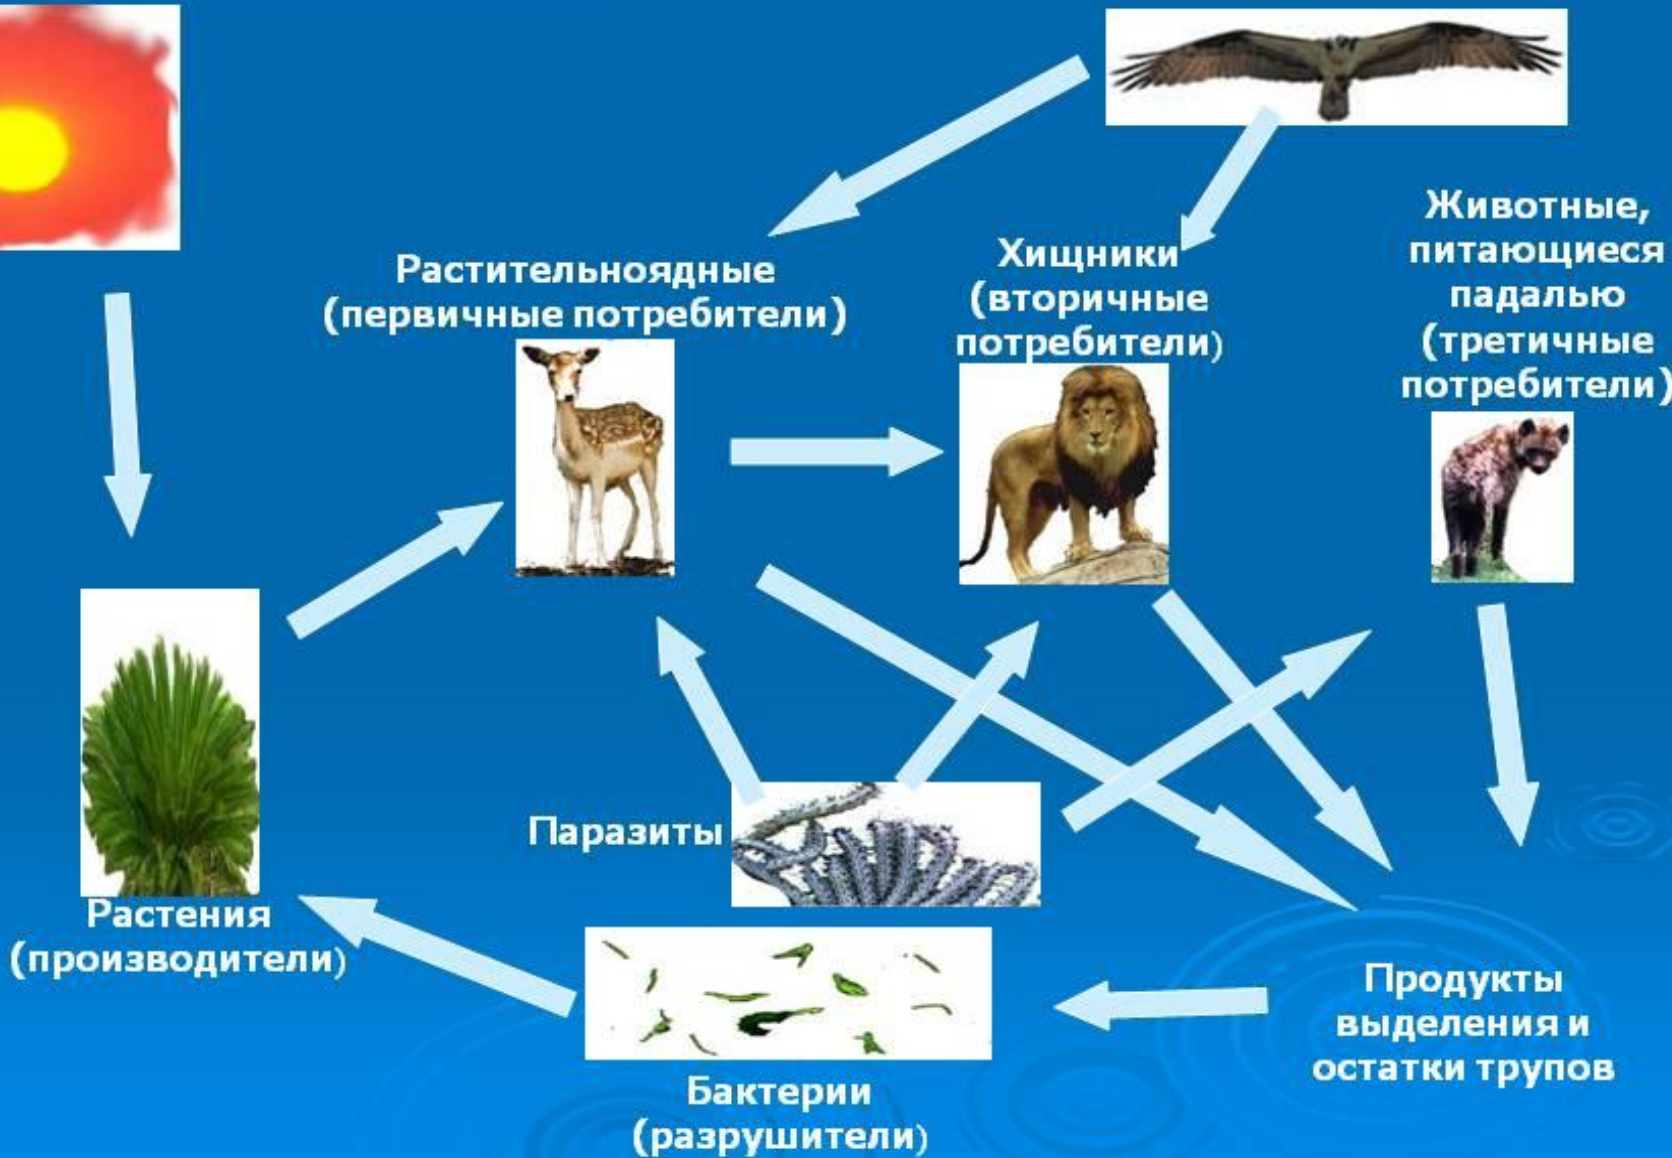 Животные,
питающиеся
падалью
(третичные
потребители)
Хищники
(вторичные
потребители)
Растительноядные
(первичные потребители)
Паразиты
Растения
(производители)
Продукты
выделения и
остатки трупов
Бактерии
(разрушители)